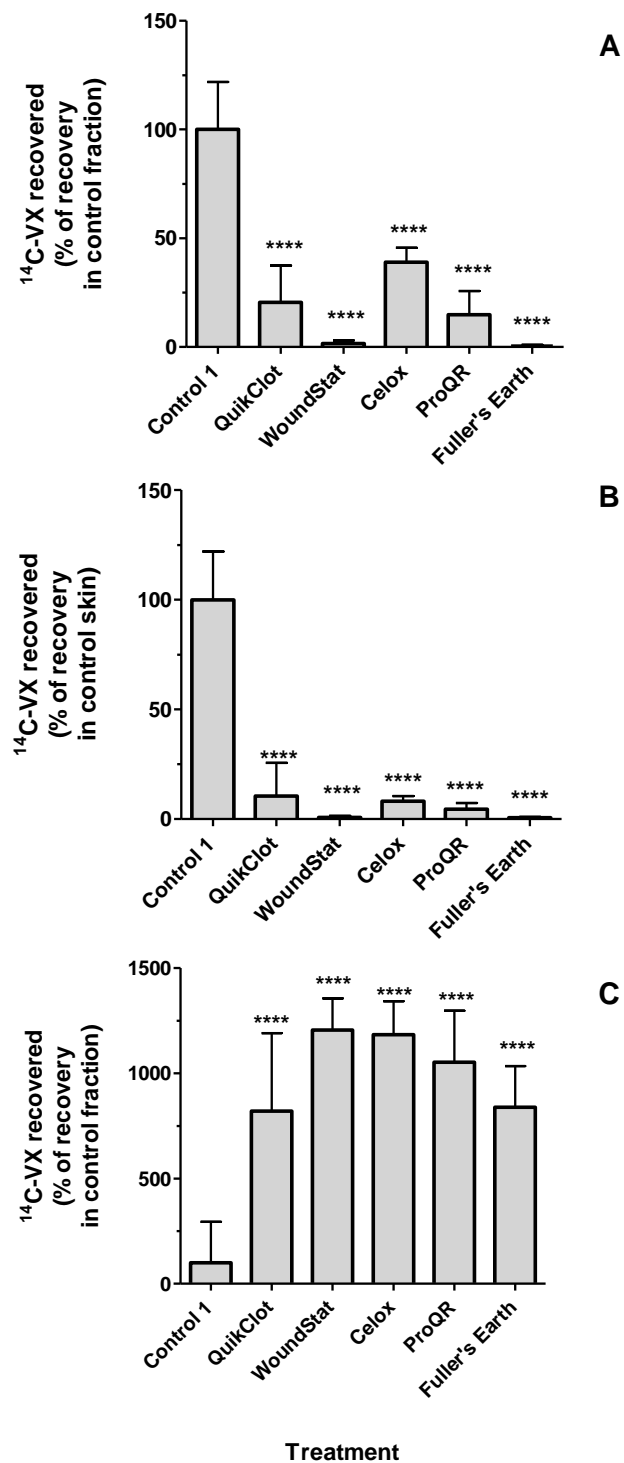 A
¹⁴C-VX recovered
(% of recovery
in control fraction)
150
100
50
0
****
****
****
****
****
Control 1
QuikClot
WoundStat
Celox
ProQR
Fuller's Earth
B
¹⁴C-VX recovered
(% of recovery
in control skin)
150
100
50
0
****
****
****
****
****
Control 1
QuikClot
WoundStat
Celox
ProQR
Fuller's Earth
C
¹⁴C-VX recovered
(% of recovery
in control fraction)
1500
1000
500
0
****
****
****
****
****
Control 1
QuikClot
WoundStat
Celox
ProQR
Fuller's Earth
Treatment